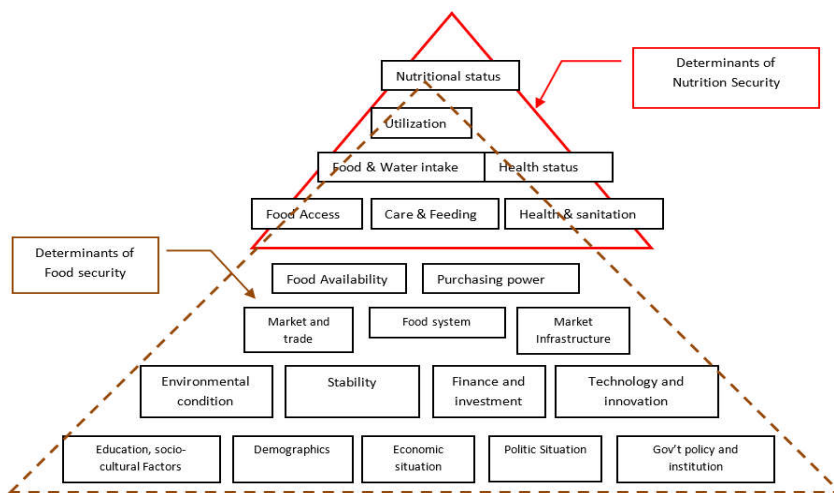 Nutritional status
Determinants of
Nutrition Security
Utilization
Food & Water intake
Health status
Food Access
Care & Feeding
Health & sanitation
Determinants of
Food security
Food Availability
Purchasing power
Market and
trade
Food system
Market
Infrastructure
Environmental
condition
Stability
Finance and
investment
Technology and
innovation
Education, socio-
cultural Factors
Demographics
Economic
situation
Politic Situation
Gov't policy and
institution